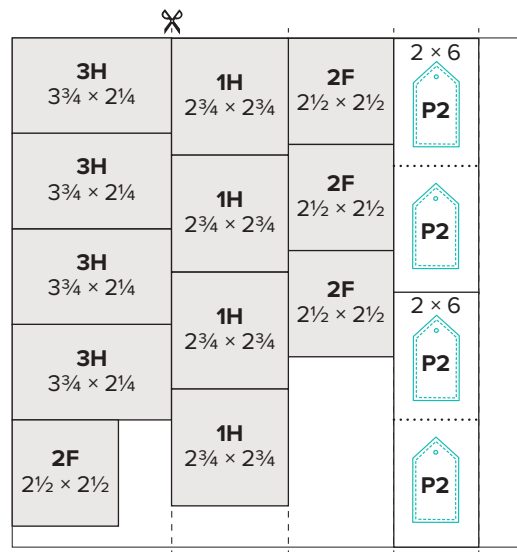 3H
3¾ × 2¼
3H
3¾ × 2¼
3H
3¾ × 2¼
3H
3¾ × 2¼
2F
2½ × 2½
1H
2¾ × 2¾
1H
2¾ × 2¾
1H
2¾ × 2¾
1H
2¾ × 2¾
2F
2½ × 2½
2F
2½ × 2½
2F
2½ × 2½
2 × 6
P2
P2
2 × 6
P2
P2